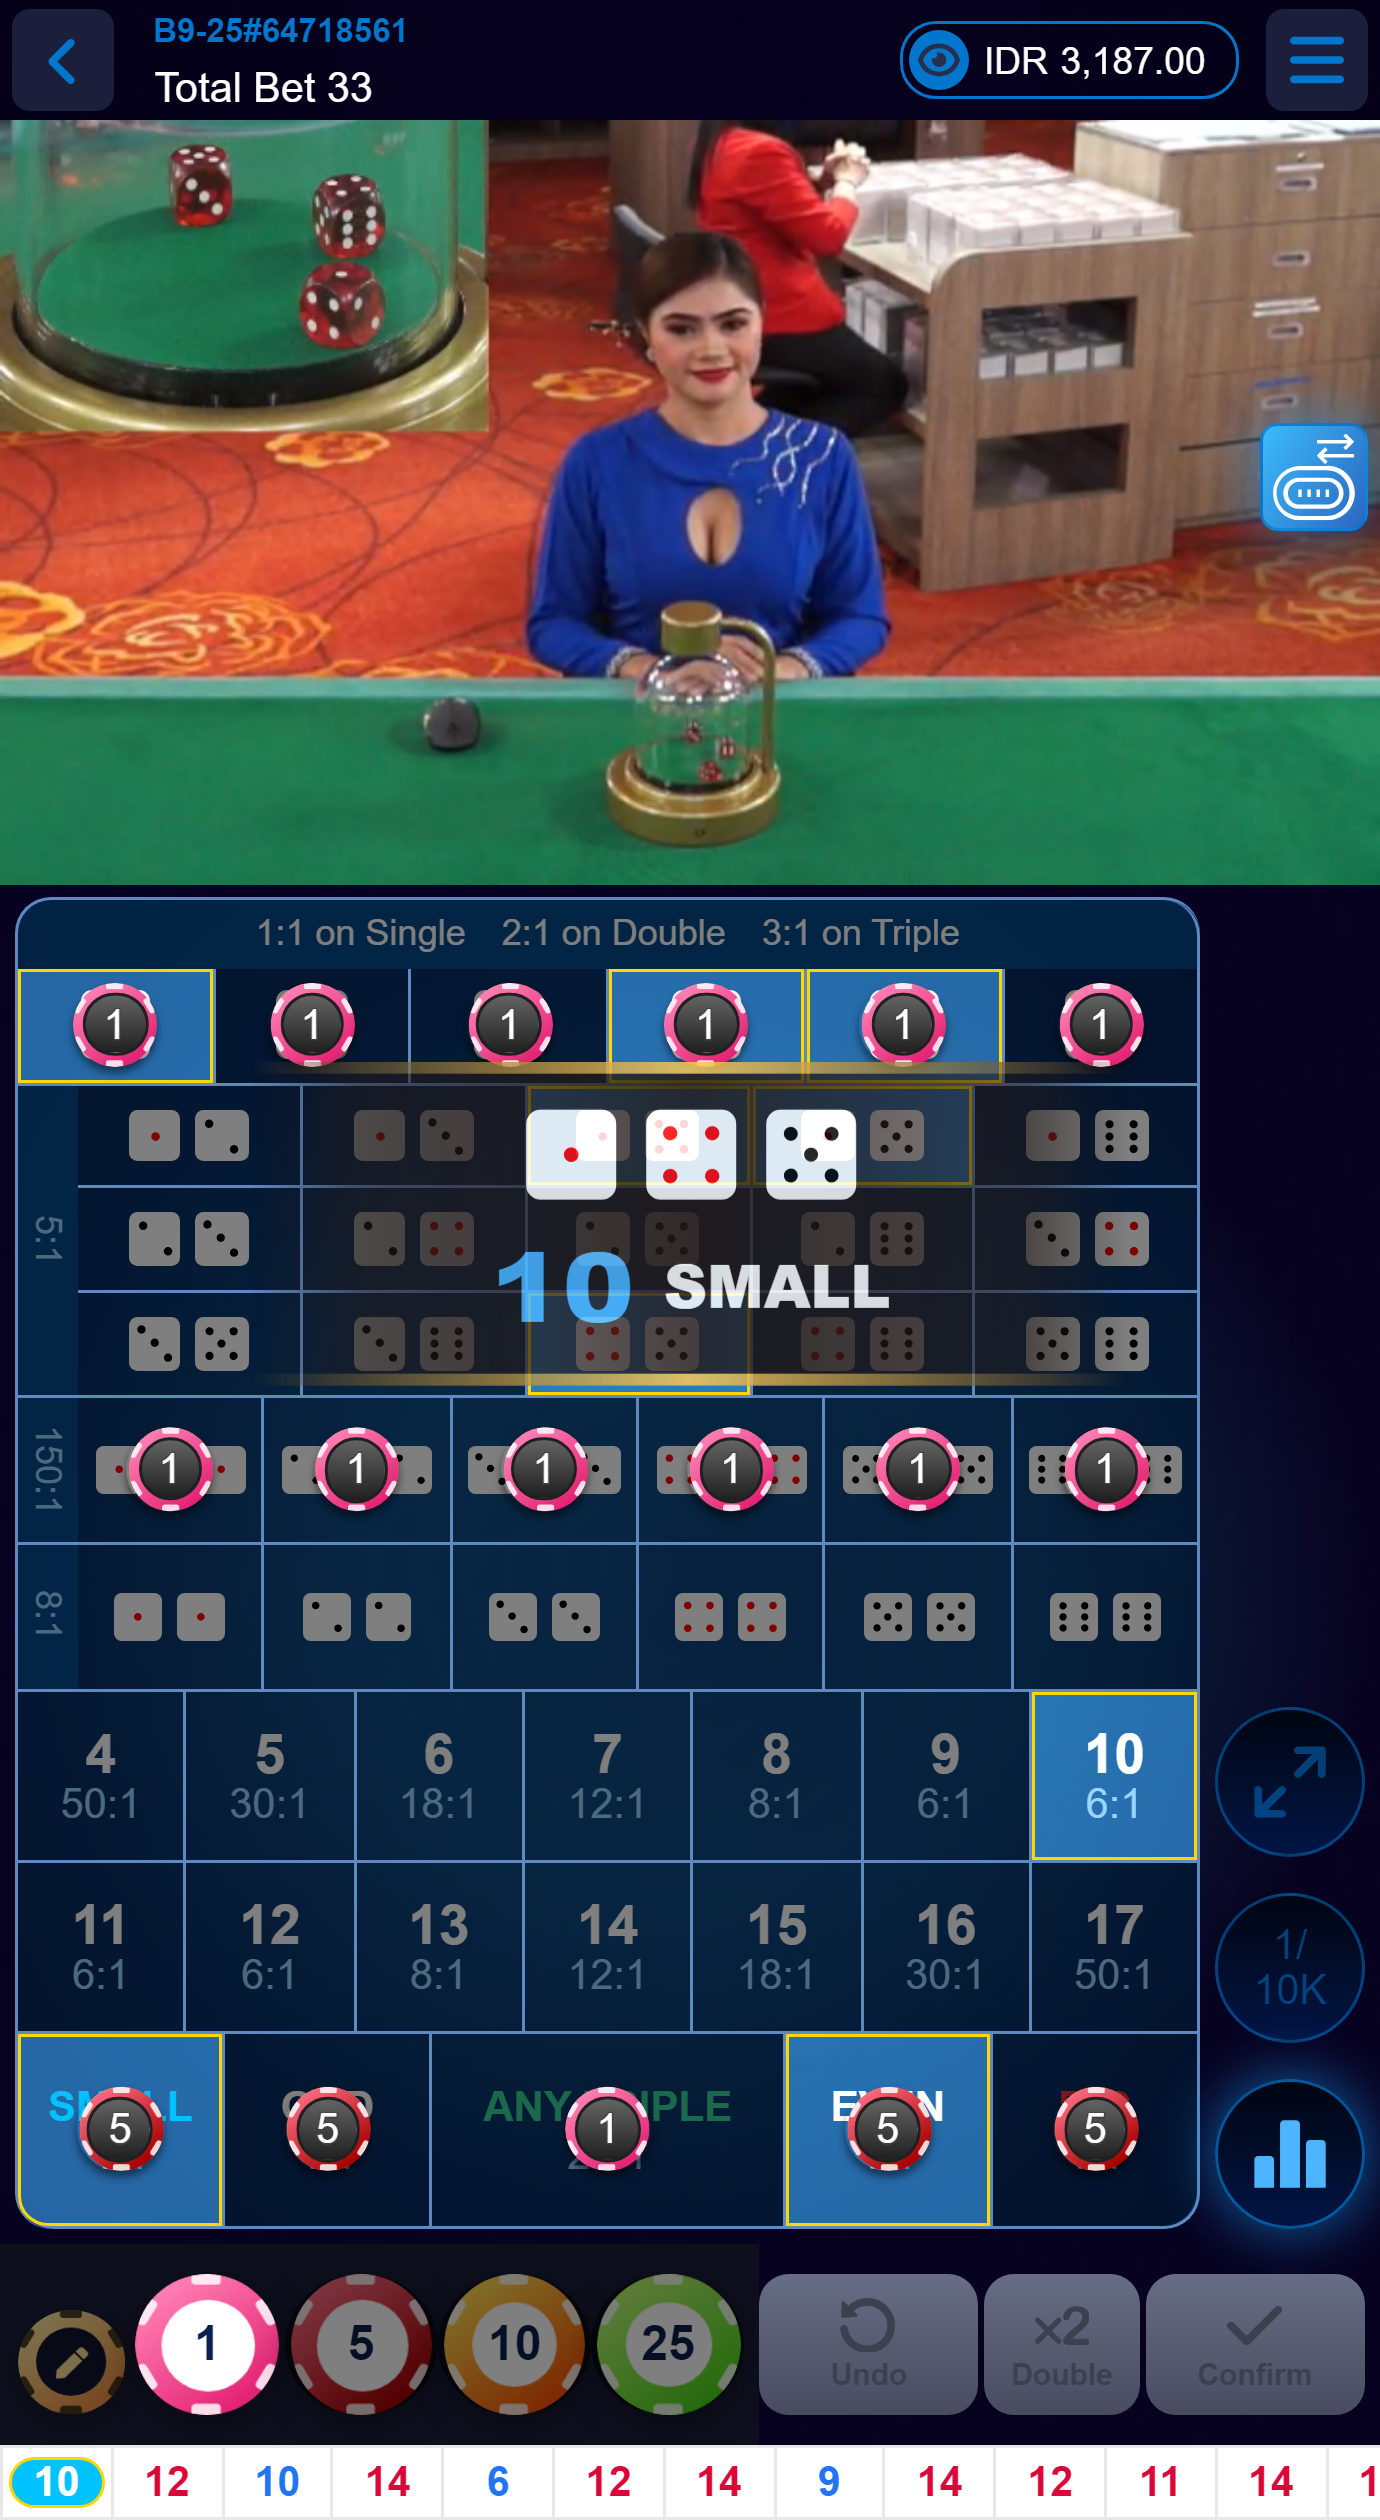 B9-25#64718561
Total Bet 33
IDR 3,187.00
1:1 on Single 2:1 on Double 3:1 on Triple
1 1 1 1 1 1
5:1
10 SMALL
150:1
1 1 1 1 1 1
8:1
4 5 6 7 8 9 10
50:1 30:1 18:1 12:1 8:1 6:1 6:1
11 12 13 14 15 16 17
6:1 6:1 8:1 12:1 18:1 30:1 50:1
1/
10K
5 5 1 5 5
1 5 10 25
x2
Undo Double Confirm
10 12 10 14 6 12 14 9 14 12 11 14